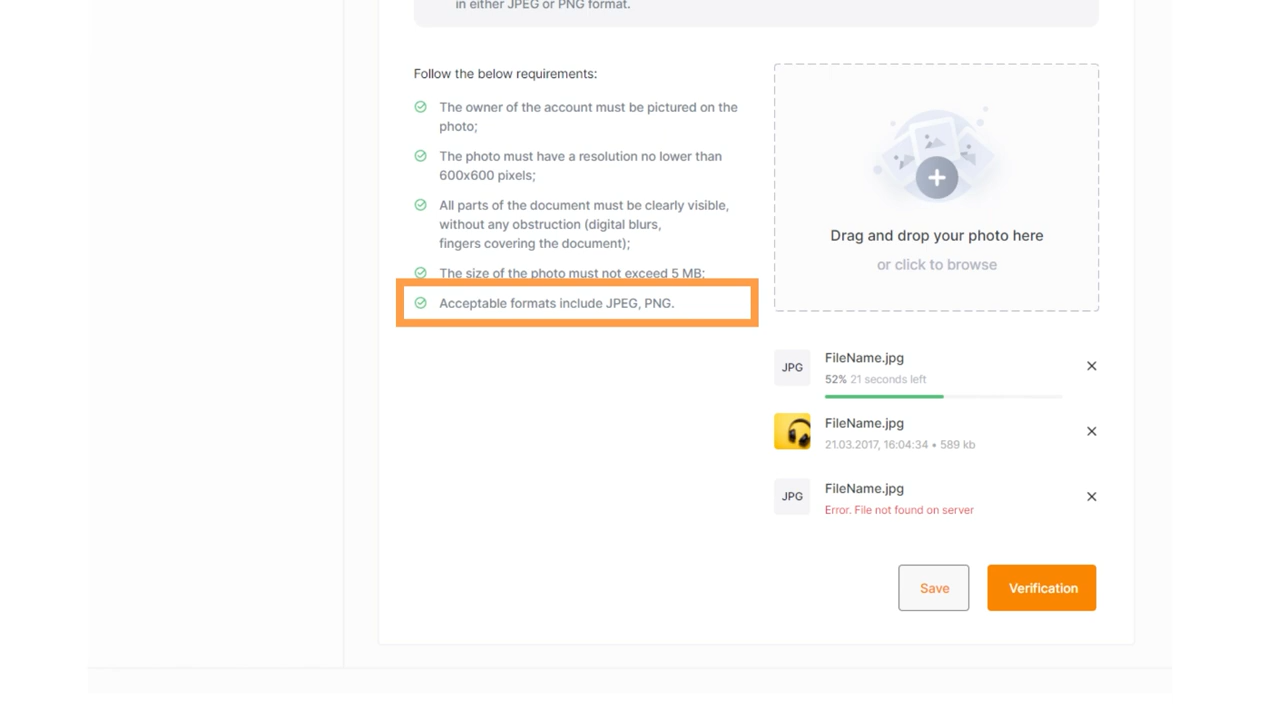 in either JPEG or PNG format.
Follow the below requirements:
The owner of the account must be pictured on the
photo;
The photo must have a resolution no lower than
600x600 pixels;
All parts of the document must be clearly visible,
without any obstruction (digital blurs,
fingers covering the document);
The size of the photo must not exceed 5 MB;
Acceptable formats include JPEG, PNG.
Drag and drop your photo here
or click to browse
JPG
FileName.jpg
52% 21 seconds left
FileName.jpg
21.03.2017, 16:04:34 • 589 kb
JPG
FileName.jpg
Error. File not found on server
Save
Verification